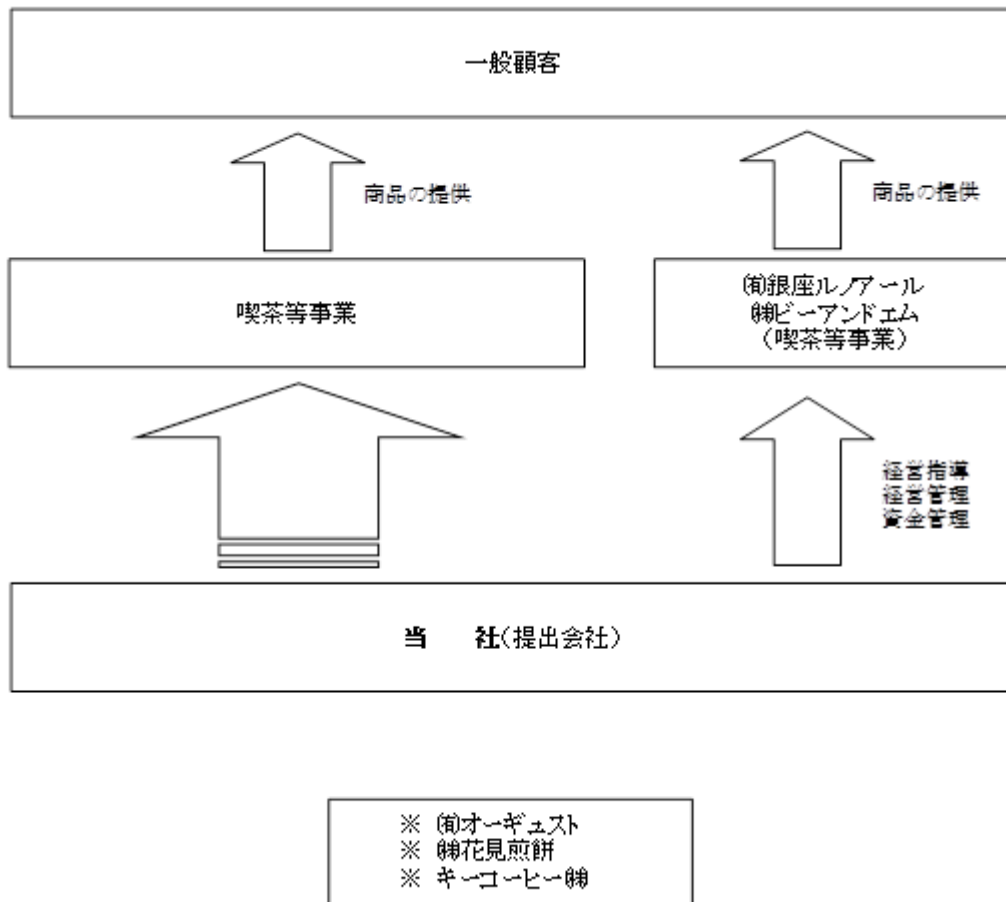 一般顧客
商品の提供
商品の提供
喫茶等事業
㈲銀座ルノアール
㈱ビーアンドエム
（喫茶等事業）
経営指導
経営管理
資金管理
当　　社（提出会社）
※ ㈲オーギュスト
※ ㈱花見煎餅
※ キーコーヒー㈱